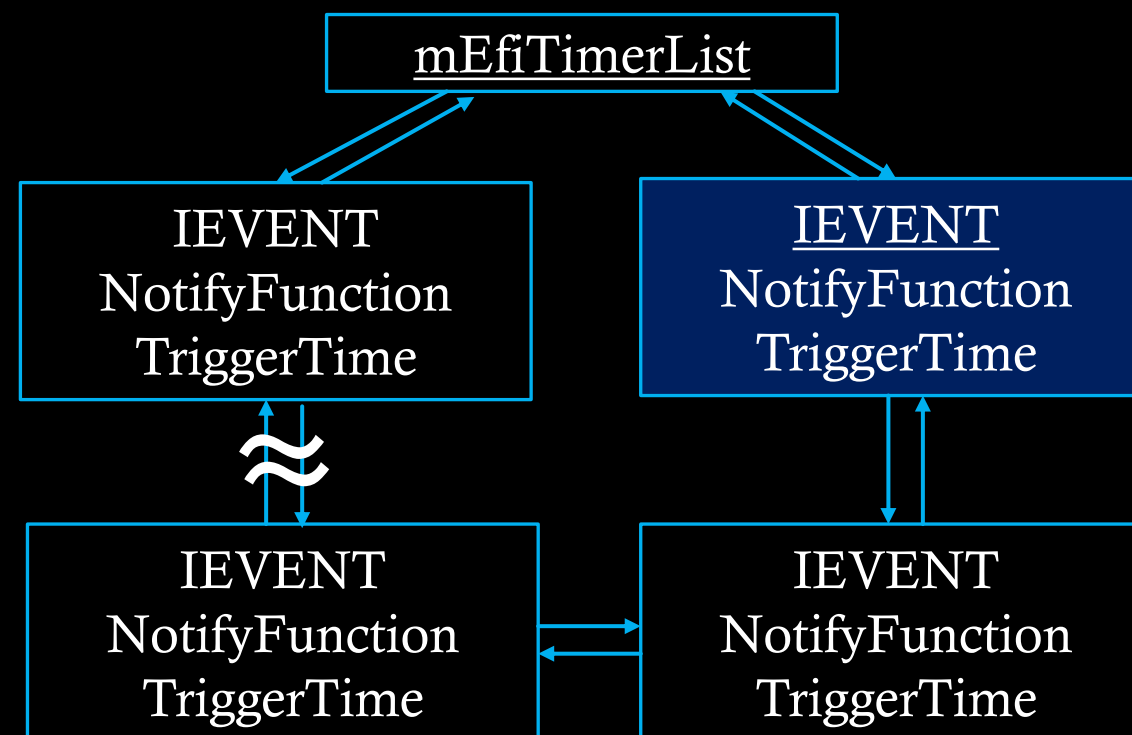 mEfiTimerList
IEVENT
NotifyFunction
TriggerTime
IEVENT
NotifyFunction
TriggerTime
IEVENT
NotifyFunction
TriggerTime
IEVENT
NotifyFunction
TriggerTime